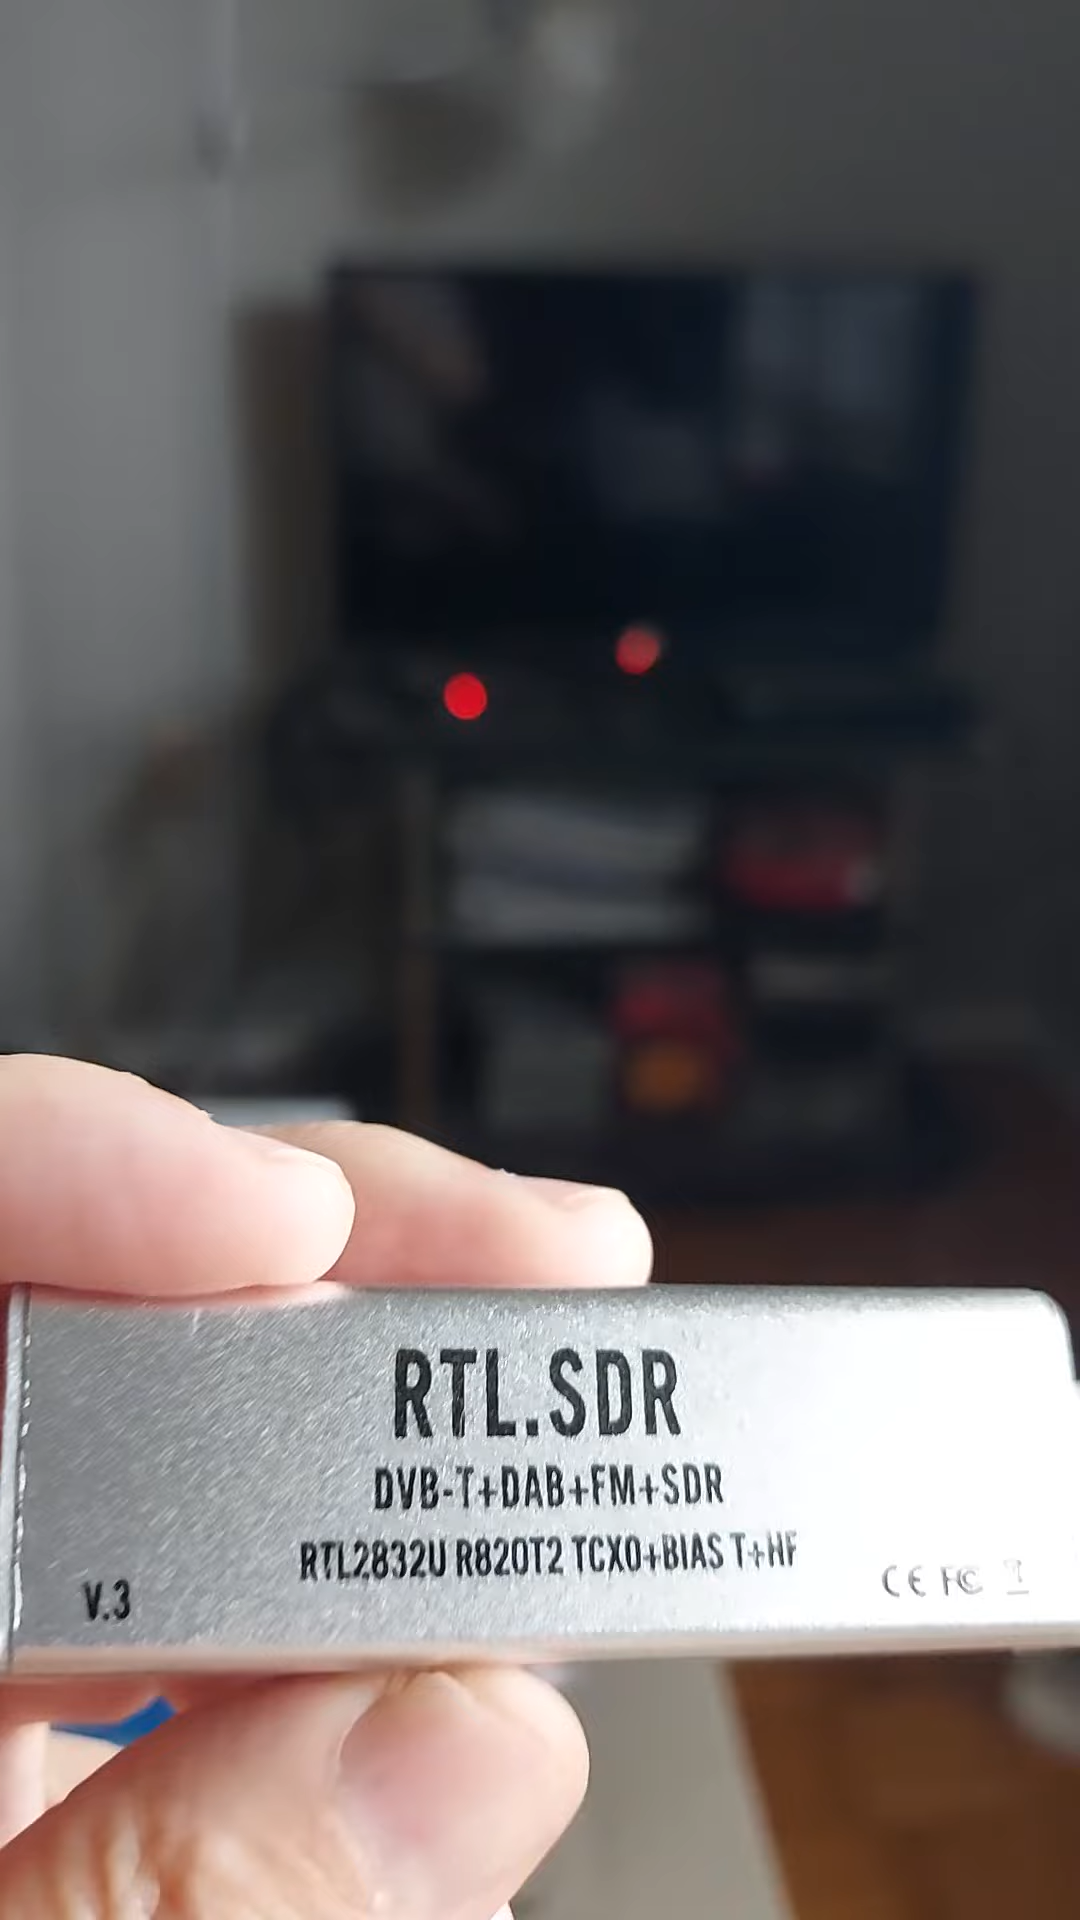 RTL.SDR
DVB-T+DAB+FM+SDR
RTL2832U R820T2 TCXO+BIAS T+HF
V.3
CE FC